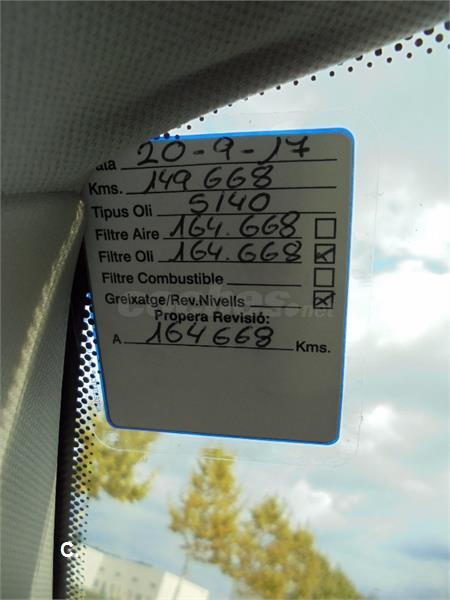 ata 20-9-17
Kms. 149 668
Tipus Oli 5140
Filtre Aire 164.668
Filtre Oli 164.668
Filtre Combustible
Greixatge/Rev.Nivells
Propera Revisió:
A 164668 Kms.
C.